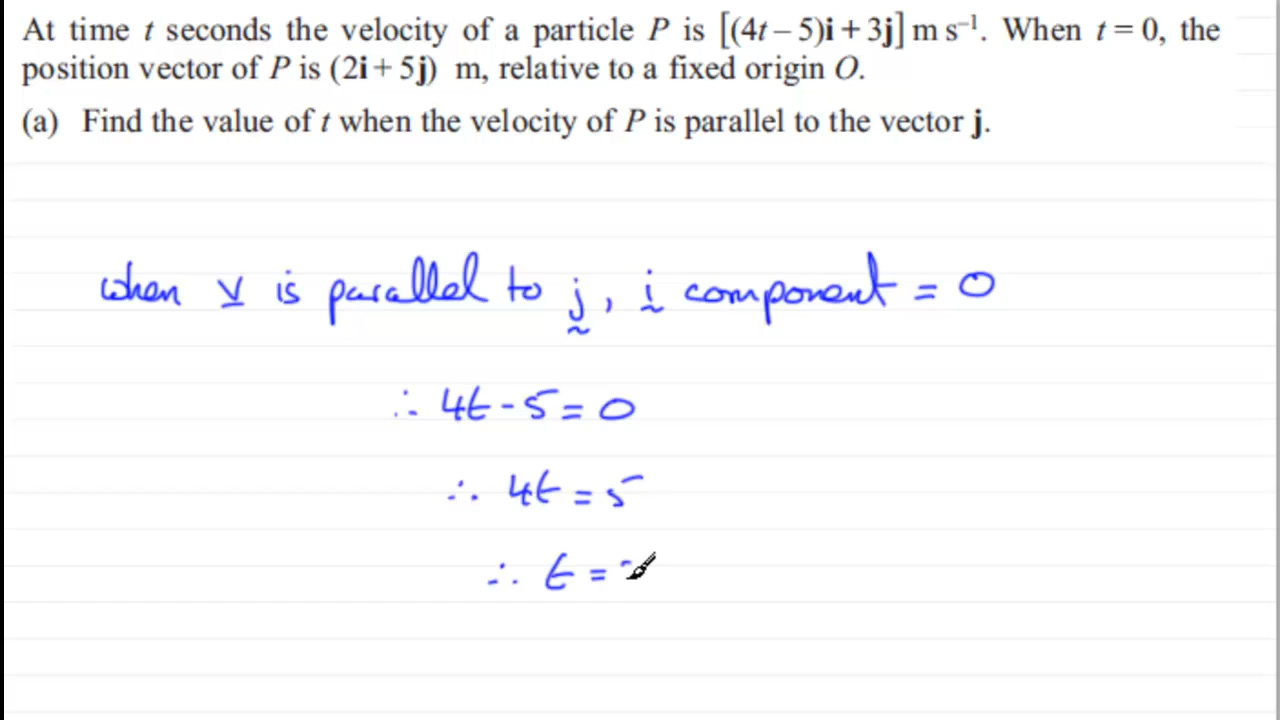 At time t seconds the velocity of a particle P is [(4t – 5)i + 3j] m s⁻¹. When t = 0, the
position vector of P is (2i + 5j) m, relative to a fixed origin O.
(a) Find the value of t when the velocity of P is parallel to the vector j.
when v is parallel to j, i component = 0
∴ 4t - 5 = 0
∴ 4t = 5
∴ t =